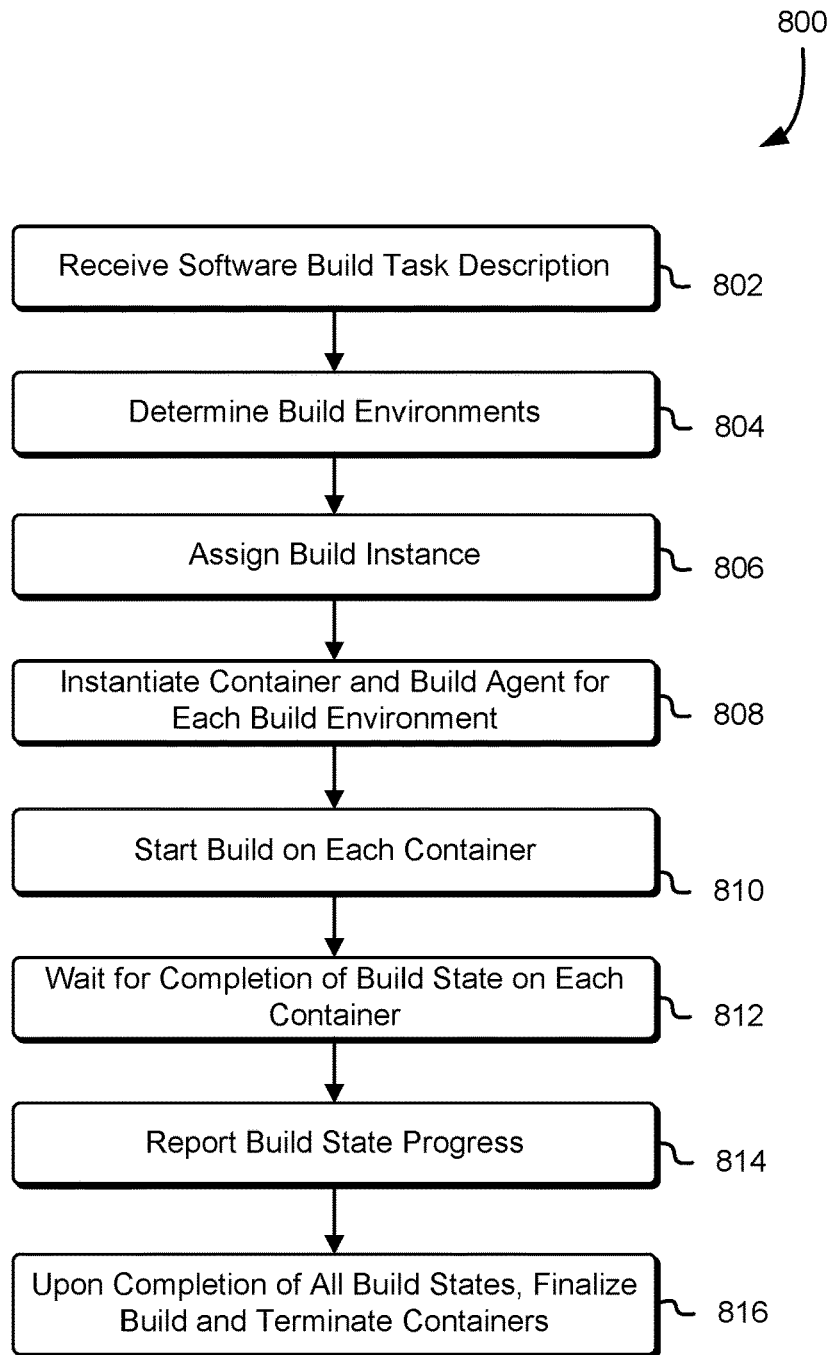 800
Receive Software Build Task Description
802
Determine Build Environments
804
Assign Build Instance
806
Instantiate Container and Build Agent for
Each Build Environment
808
Start Build on Each Container
810
Wait for Completion of Build State on Each
Container
812
Report Build State Progress
814
Upon Completion of All Build States, Finalize
Build and Terminate Containers
816